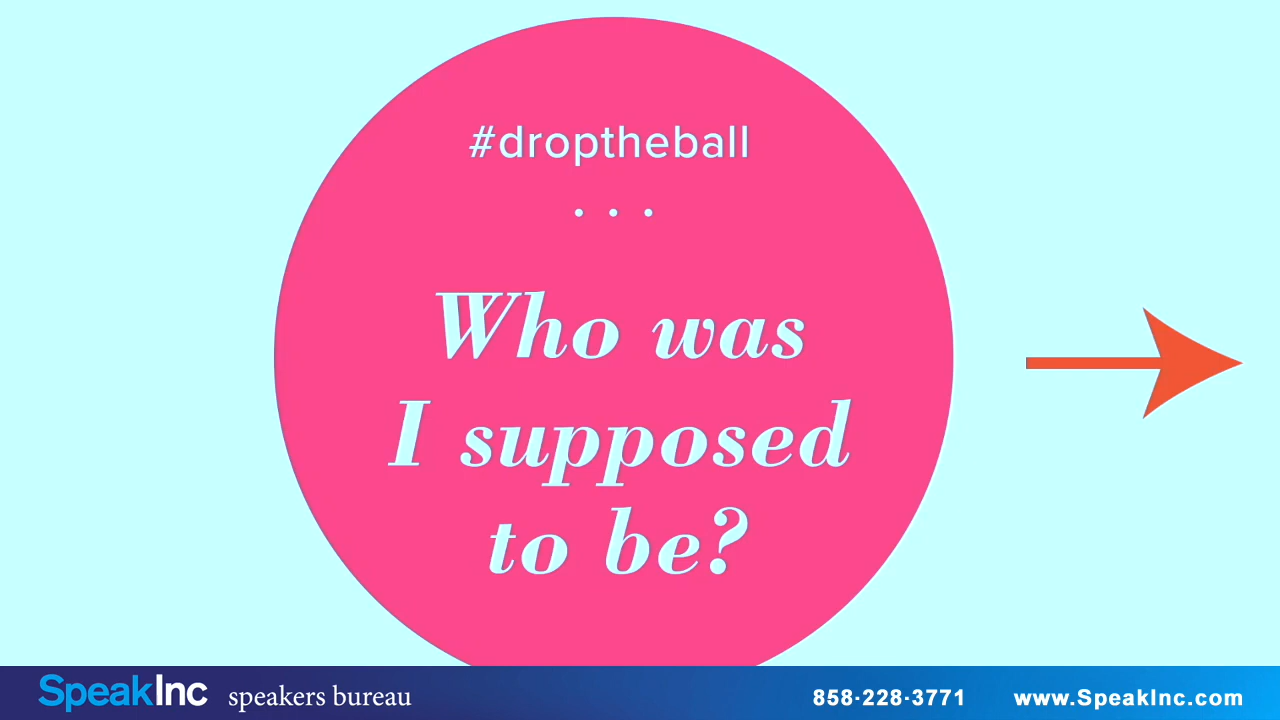 #droptheball
. . .
Who was
I supposed
to be?
SpeakInc speakers bureau
858-228-3771
www.SpeakInc.com